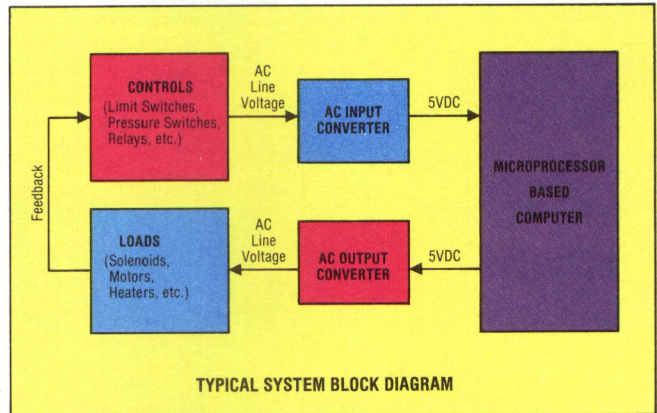 CONTROLS
(Limit Switches,
Pressure Switches,
Relays, etc.)
AC
Line
Voltage
AC INPUT
CONVERTER
5VDC
MICROPROCESSOR
BASED
COMPUTER
Feedback
LOADS
(Solenoids,
Motors,
Heaters, etc.)
AC
Line
Voltage
AC OUTPUT
CONVERTER
5VDC
TYPICAL SYSTEM BLOCK DIAGRAM